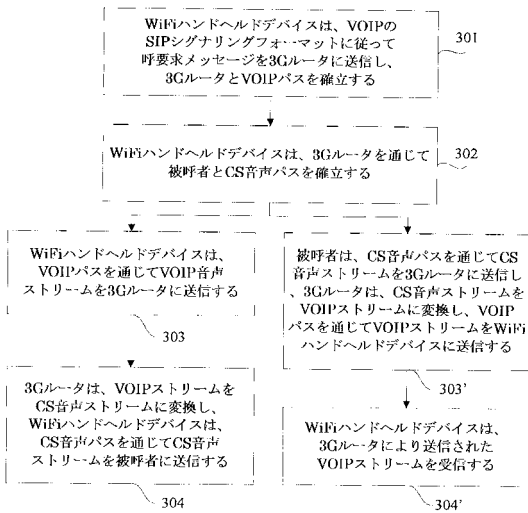 WiFiハンドヘルドデバイスは、VOIPの
SIPシグナリングフォーマットに従って
呼要求メッセージを3Gルータに送信し、
3GルータとVOIPパスを確立する
301
WiFiハンドヘルドデバイスは、3Gルータを通じて
被呼者とCS音声パスを確立する
302
WiFiハンドヘルドデバイスは、
VOIPパスを通じてVOIP音声
ストリームを3Gルータに送信する
303
3Gルータは、VOIPストリームを
CS音声ストリームに変換し、
WiFiハンドヘルドデバイスは、
CS音声パスを通じてCS音声
ストリームを被呼者に送信する
304
被呼者は、CS音声パスを通じてCS
音声ストリームを3Gルータに送信し
、3Gルータは、CS音声ストリームを
VOIPストリームに変換し、VOIP
パスを通じてVOIPストリームをWiFi
ハンドヘルドデバイスに送信する
303’
WiFiハンドヘルドデバイスは、
3Gルータにより送信された
VOIPストリームを受信する
304’